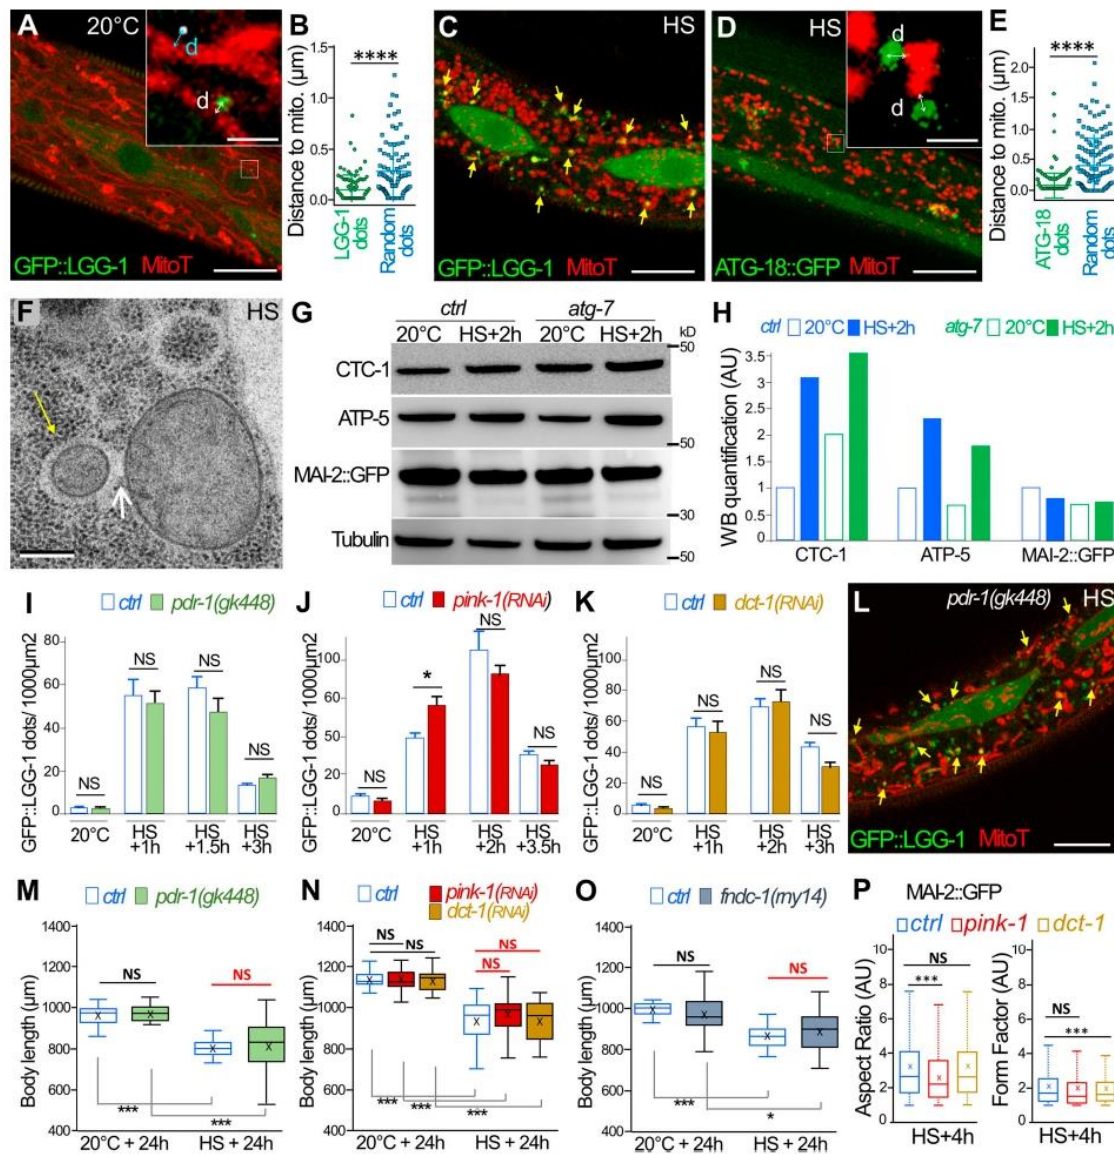 A 20°C
d
d
GFP::LGG-1 MitoT
B
****
Distance to mito. (µm)
1.5
1.0
0.5
0.0
LGG-1 dots
Random dots
C HS
GFP::LGG-1 MitoT
D HS
d
d
ATG-18::GFP MitoT
E
****
Distance to mito. (µm)
2.5
2.0
1.5
1.0
0.5
0.0
ATG-18 dots
Random dots
F HS
G
ctrl atg-7
20°C HS+2h 20°C HS+2h kD
50
CTC-1
ATP-5
50
MAI-2::GFP
30
Tubulin
50
H
ctrl 20°C HS+2h atg-7 20°C HS+2h
WB quantification (AU)
3.5
3
2.5
2
1.5
1
0.5
0
CTC-1 ATP-5 MAI-2::GFP
I
ctrl pdr-1(gk448)
GFP::LGG-1 dots/ 1000µm2
80
60
40
20
0
NS NS NS NS
20°C HS +1h HS +1.5h HS +3h
J
ctrl pink-1(RNAi)
GFP::LGG-1 dots/ 1000µm2
100
50
20
0
NS * NS NS
20°C HS +1h HS +2h HS +3.5h
K
ctrl dct-1(RNAi)
GFP::LGG-1 dots/ 1000µm2
100
80
60
40
20
0
NS NS NS NS
20°C HS +1h HS +2h HS +3h
L pdr-1(gk448) HS
GFP::LGG-1 MitoT
M
ctrl pdr-1(gk448)
Body length (µm)
1400
1200
1000
800
600
400
NS NS
*** ***
20°C + 24h HS + 24h
N
ctrl pink-1(RNAi)
dct-1(RNAi)
Body length (µm)
1400
1200
1000
800
600
400
NS NS NS NS
*** *** ***
20°C + 24h HS + 24h
O
ctrl fndc-1(rny14)
Body length (µm)
1400
1200
1000
800
600
400
NS NS
*** *
20°C + 24h HS + 24h
P MAI-2::GFP
ctrl pink-1 dct-1
Aspect Ratio (AU)
10
8
6
4
2
0
NS
***
HS+4h
Form Factor (AU)
10
8
6
4
2
0
NS
***
HS+4h